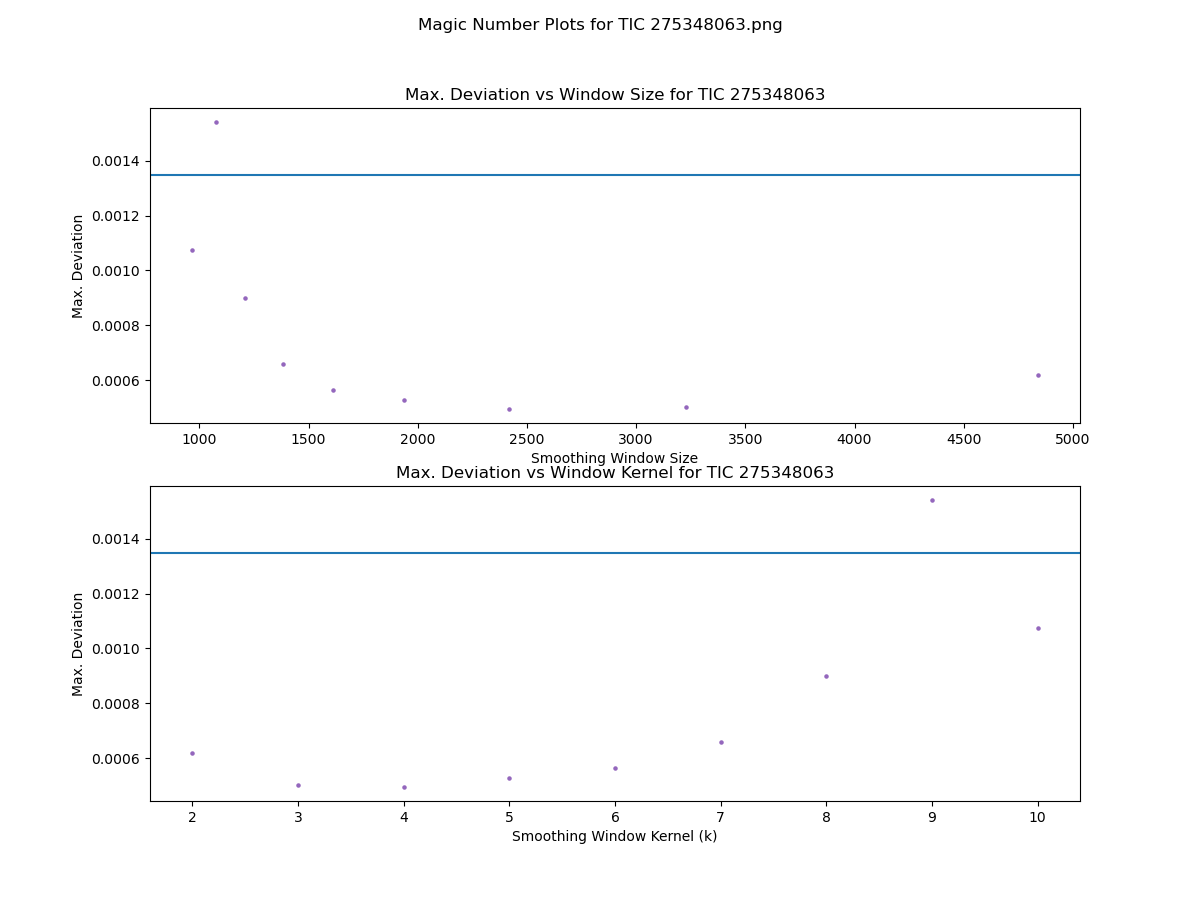 Magic Number Plots for TIC 275348063.png
Max. Deviation vs Window Size for TIC 275348063
Max. Deviation
0.0014
0.0012
0.0010
0.0008
0.0006
1000 1500 2000 2500 3000 3500 4000 4500 5000
Smoothing Window Size
Max. Deviation vs Window Kernel for TIC 275348063
Max. Deviation
0.0014
0.0012
0.0010
0.0008
0.0006
2 3 4 5 6 7 8 9 10
Smoothing Window Kernel (k)